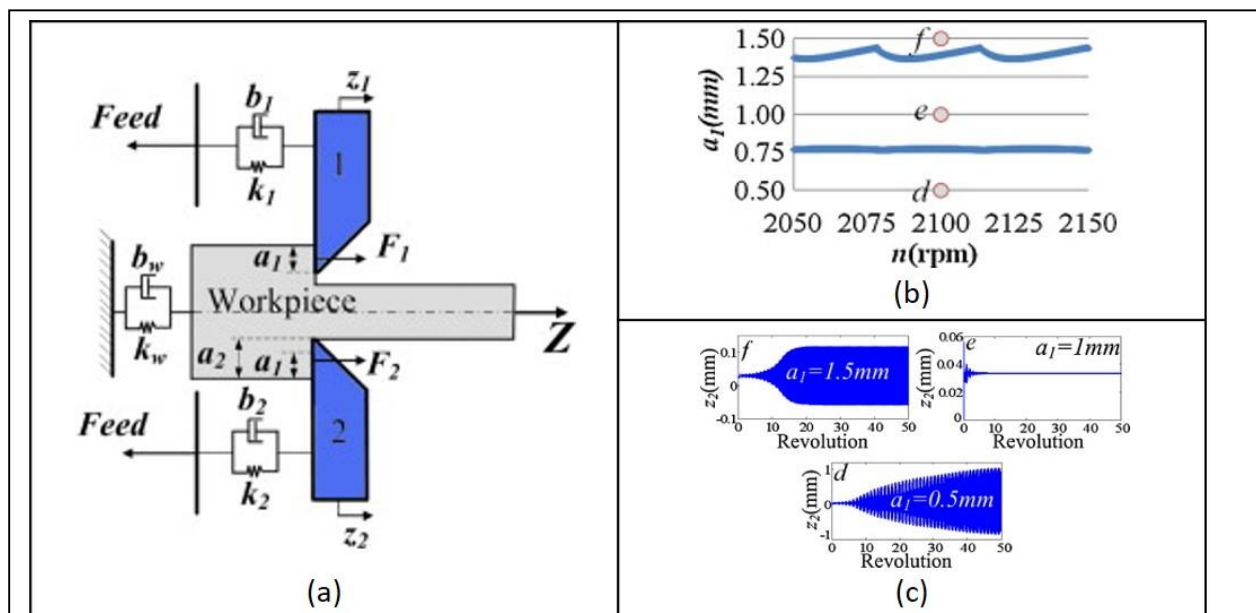 z1
b1
Feed
1
k1
a1
F1
bw
Workpiece
Z
kw
a2
a1
F2
b2
Feed
2
k2
z2
(a)
1.50
f
1.25
a1(mm)
1.00
e
0.75
0.50
d
2050 2075 2100 2125 2150
n(rpm)
(b)
0.1
f
z2(mm)
0
a1=1.5mm
-0.1
0 10 20 30 40 50
Revolution
0.06
e
a1=1mm
z2(mm)
0.04
0.02
0
0 10 20 30 40 50
Revolution
1
d
z2(mm)
0
a1=0.5mm
-1
0 10 20 30 40 50
Revolution
(c)